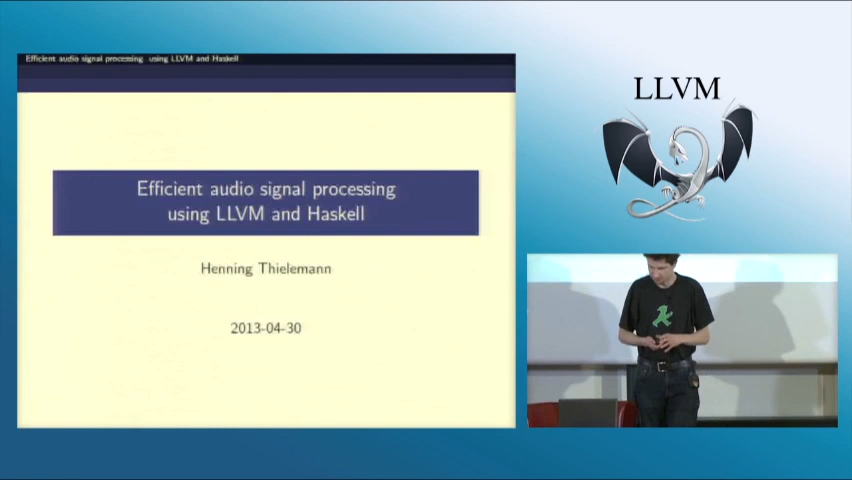 Efficient audio signal processing using LLVM and Haskell
Efficient audio signal processing
using LLVM and Haskell
Henning Thielemann
2013-04-30
LLVM